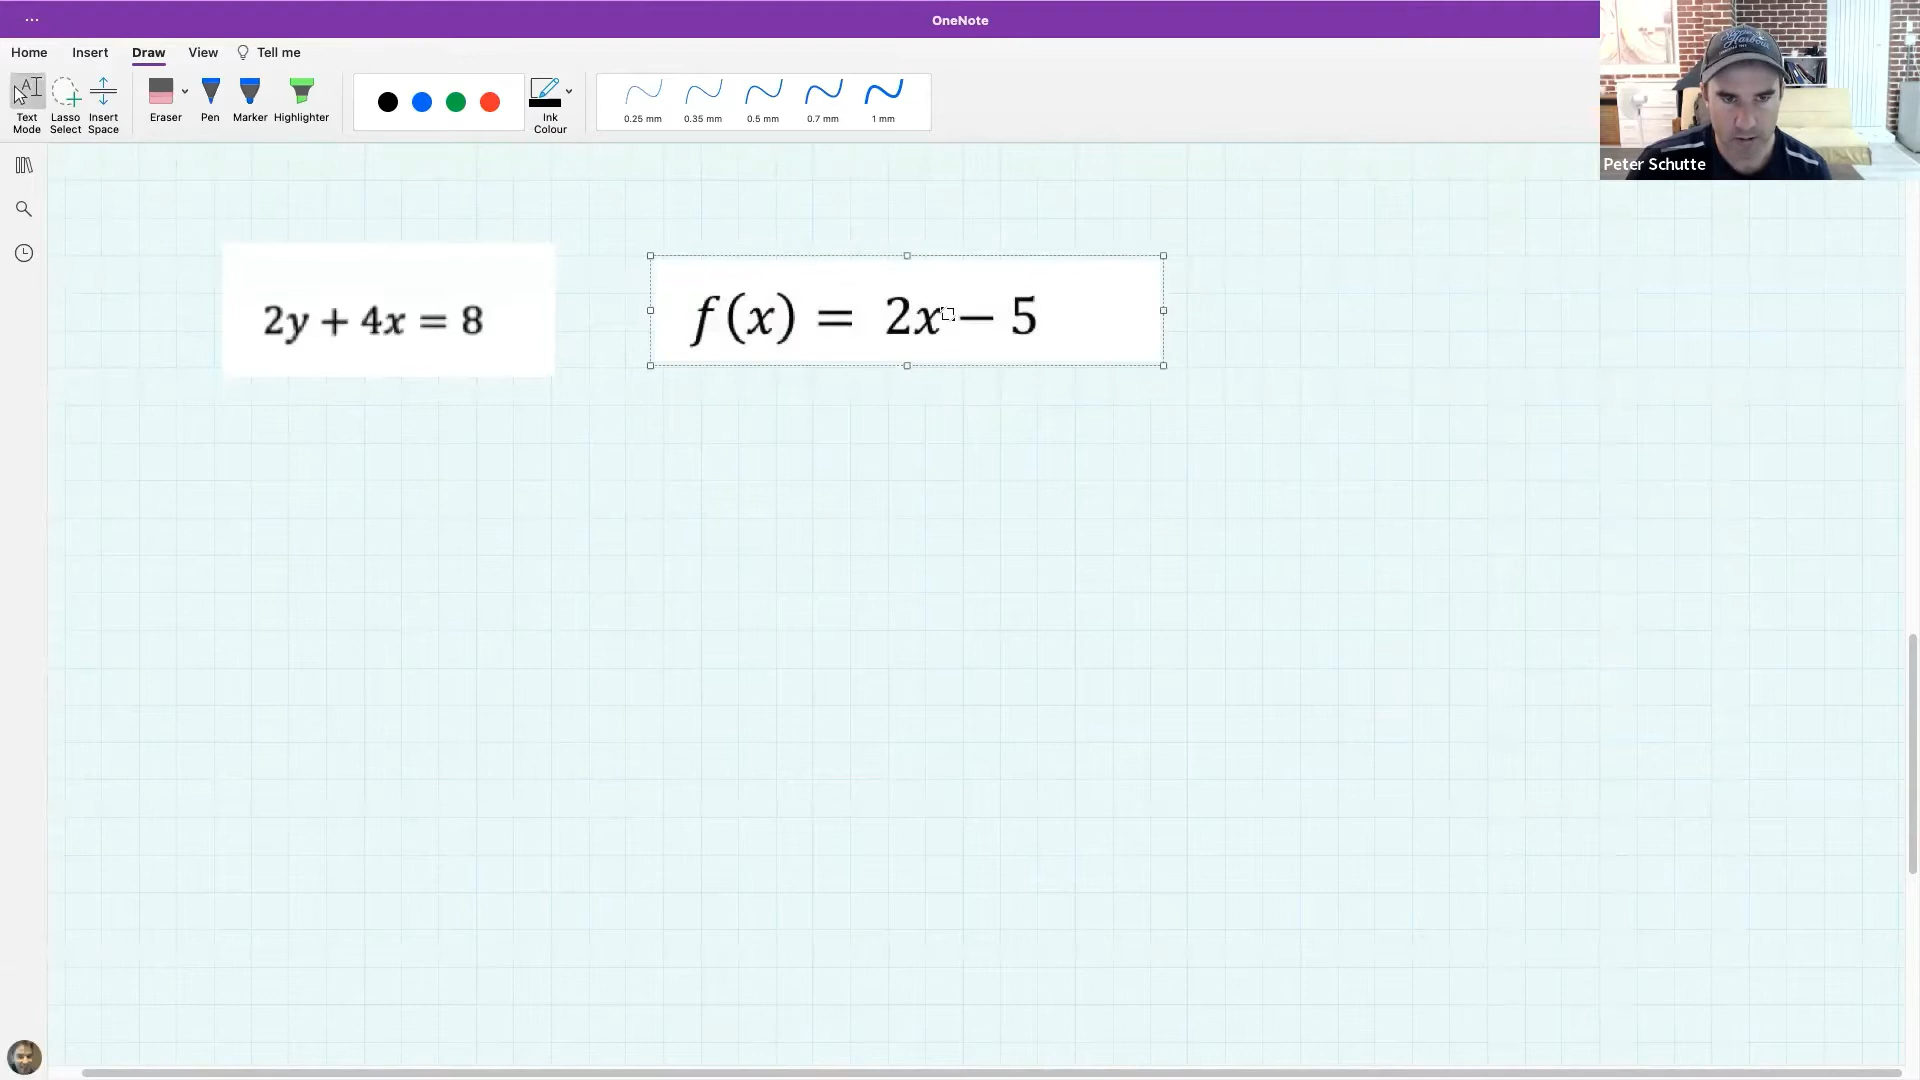 OneNote
Home Insert Draw View Tell me
Text Mode
Lasso Select
Insert Space
Eraser
Pen
Marker
Highlighter
Ink Colour
0.25 mm
0.35 mm
0.5 mm
0.7 mm
1 mm
Peter Schutte
2y + 4x = 8
f(x) = 2x − 5